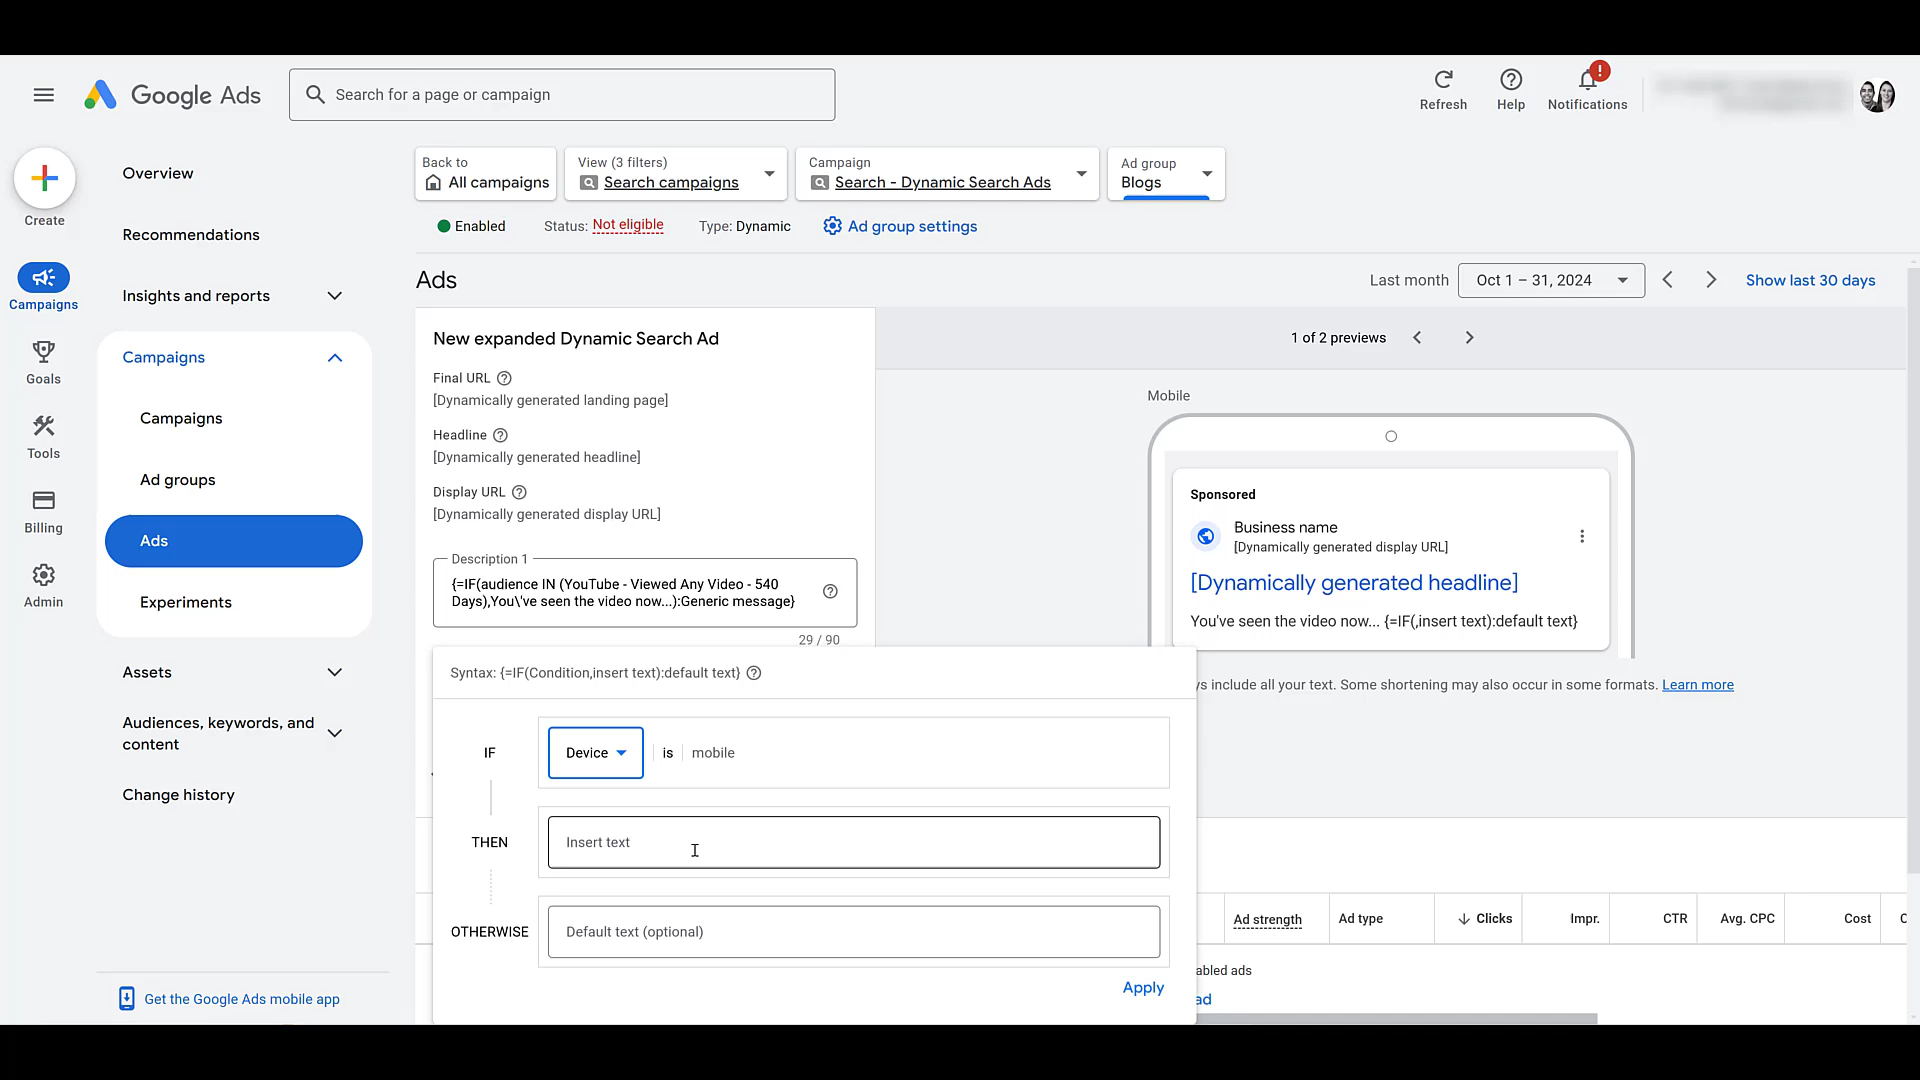 Google Ads
Search for a page or campaign
Refresh
Help
!
Notifications
Create
Campaigns
Goals
Tools
Billing
Admin
Overview
Recommendations
Insights and reports
Campaigns
Campaigns
Ad groups
Ads
Experiments
Assets
Audiences, keywords, and
content
Change history
Get the Google Ads mobile app
Back to
All campaigns
View (3 filters)
Search campaigns
Campaign
Search - Dynamic Search Ads
Ad group
Blogs
Enabled
Status: Not eligible
Type: Dynamic
Ad group settings
Ads
Last month
Oct 1 – 31, 2024
Show last 30 days
New expanded Dynamic Search Ad
Final URL
[Dynamically generated landing page]
Headline
[Dynamically generated headline]
Display URL
[Dynamically generated display URL]
Description 1
{=IF(audience IN (YouTube - Viewed Any Video - 540
Days),You\'ve seen the video now...):Generic message}
29 / 90
1 of 2 previews
Mobile
Sponsored
Business name
[Dynamically generated display URL]
[Dynamically generated headline]
You've seen the video now... {=IF(,insert text):default text}
ys include all your text. Some shortening may also occur in some formats. Learn more
Syntax: {=IF(Condition,insert text):default text}
IF
Device
is
mobile
THEN
Insert text
OTHERWISE
Default text (optional)
Apply
Ad strength
Ad type
Clicks
Impr.
CTR
Avg. CPC
Cost
abled ads
ad